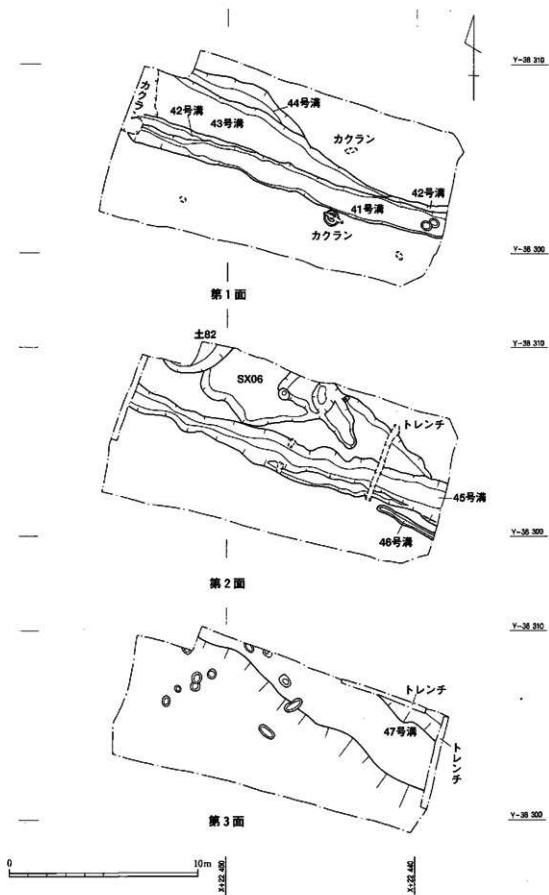 Y-38 310
カクラン
44号溝
42号溝
43号溝
カクラン
42号溝
41号溝
カクラン
Y-38 300
第1面
土82
Y-38 310
SX06
トレンチ
45号溝
46号溝
Y-38 300
第2面
Y-38 310
トレンチ
47号溝
トレンチ
第3面
Y-38 300
0
10m
X+22 440